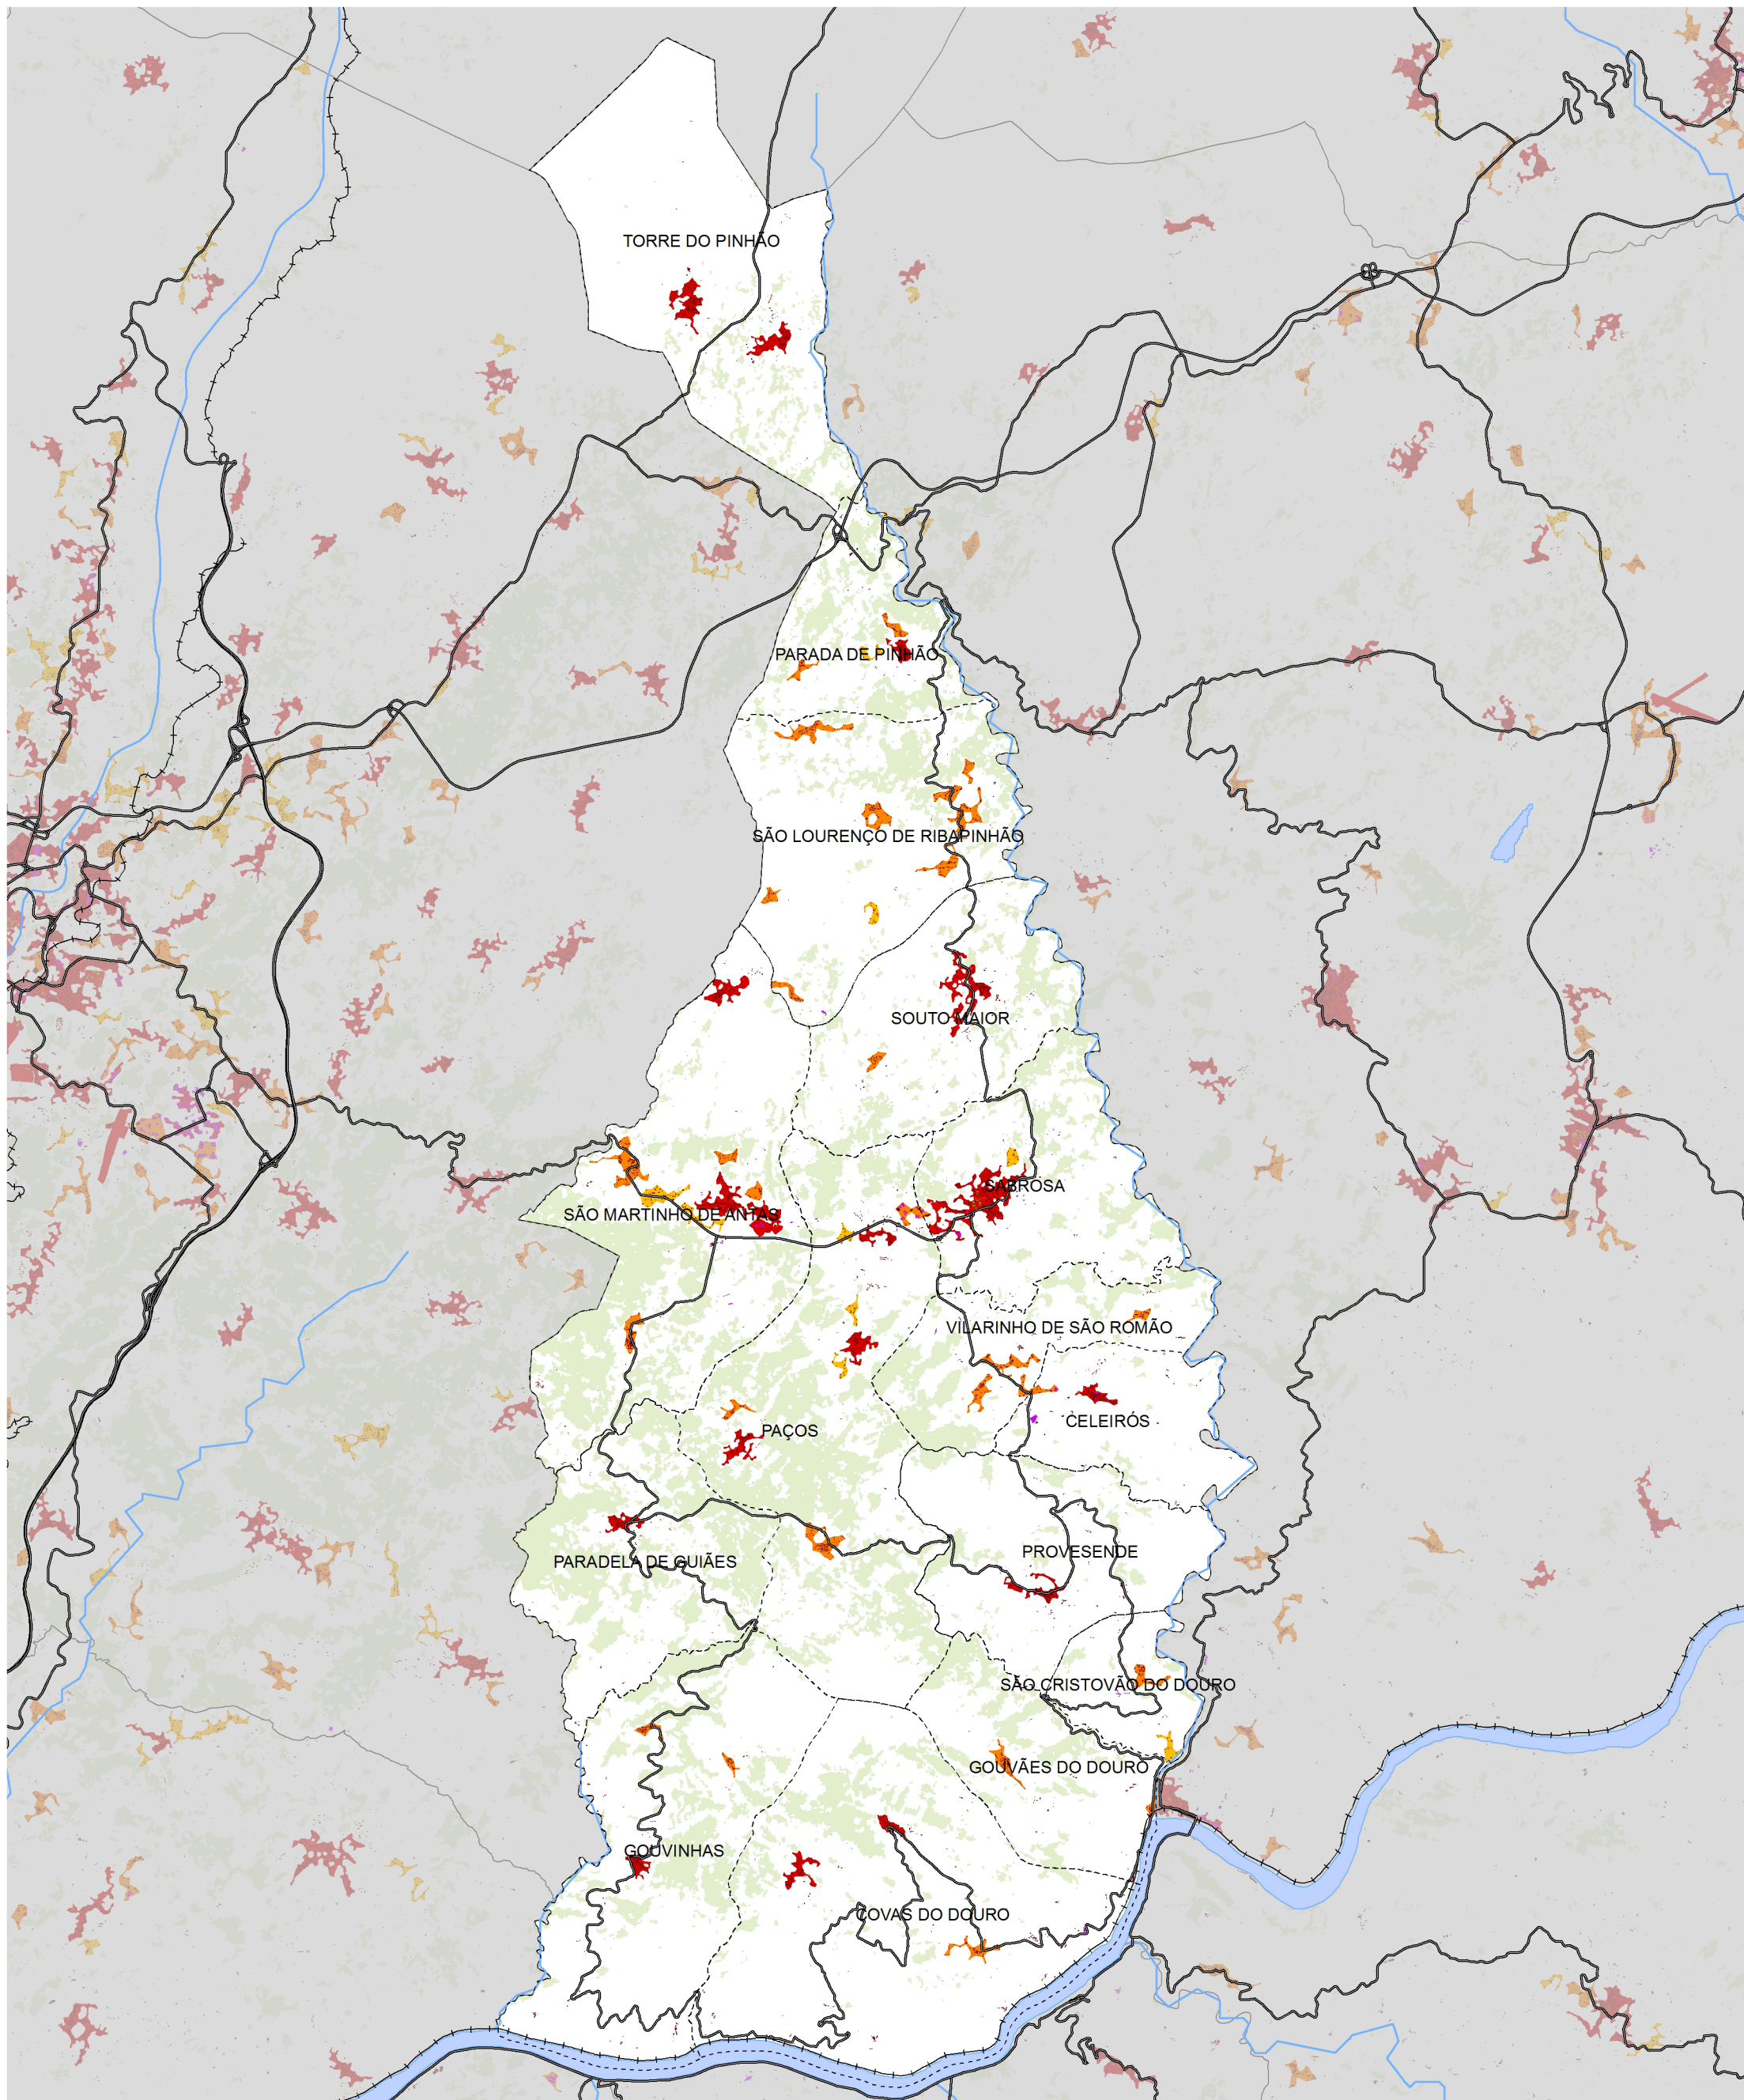 TORRE DO PINHÃO
PARADA DE PINHÃO
SÃO LOURENÇO DE RIBAPINHÃO
SOUTO MAIOR
SABROSA
SÃO MARTINHO DE ANTAS
VILARINHO DE SÃO ROMÃO
CELEIRÓS
PAÇOS
PROVESENDE
PARADELA DE GUIÃES
SÃO CRISTOVÃO DO DOURO
GOUVÃES DO DOURO
GOUVINHAS
COVAS DO DOURO